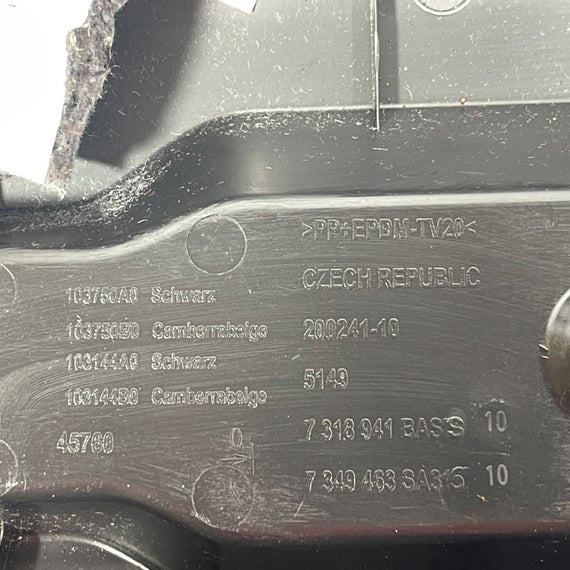 >PP+EPDM-TV20<
CZECH REPUBLIC
103750A0 Schwarz
103750B0 Camberrabeige
200241-10
103144A0 Schwarz
5149
103144B0 Camberrabeige
7 318 941 BASIS 10
45760
7 349 463 SA315 10